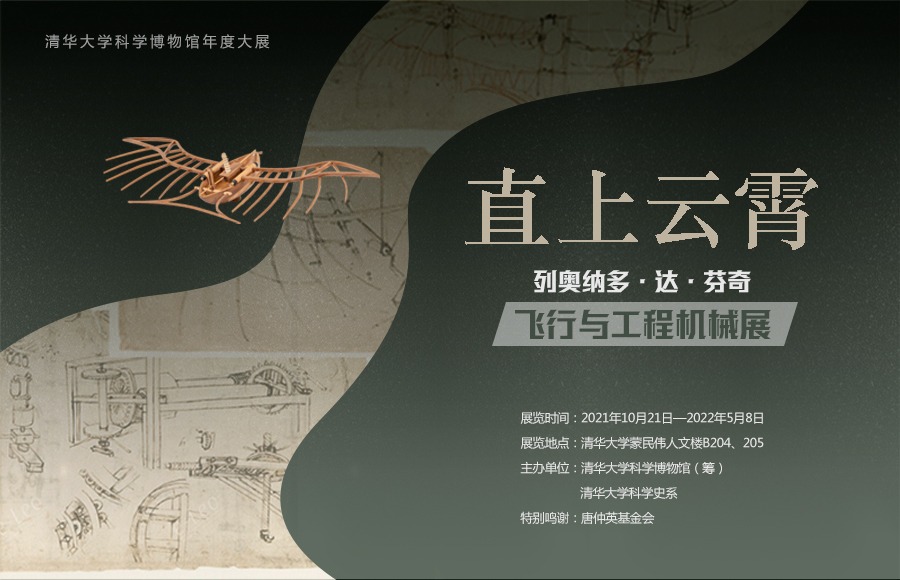 清华大学科学博物馆年度大展
直上云霄
列奥纳多·达·芬奇
飞行与工程机械展
展览时间：2021年10月21日—2022年5月8日
展览地点：清华大学蒙民伟人文楼B204、205
主办单位：清华大学科学博物馆（筹）
清华大学科学史系
特别鸣谢：唐仲英基金会